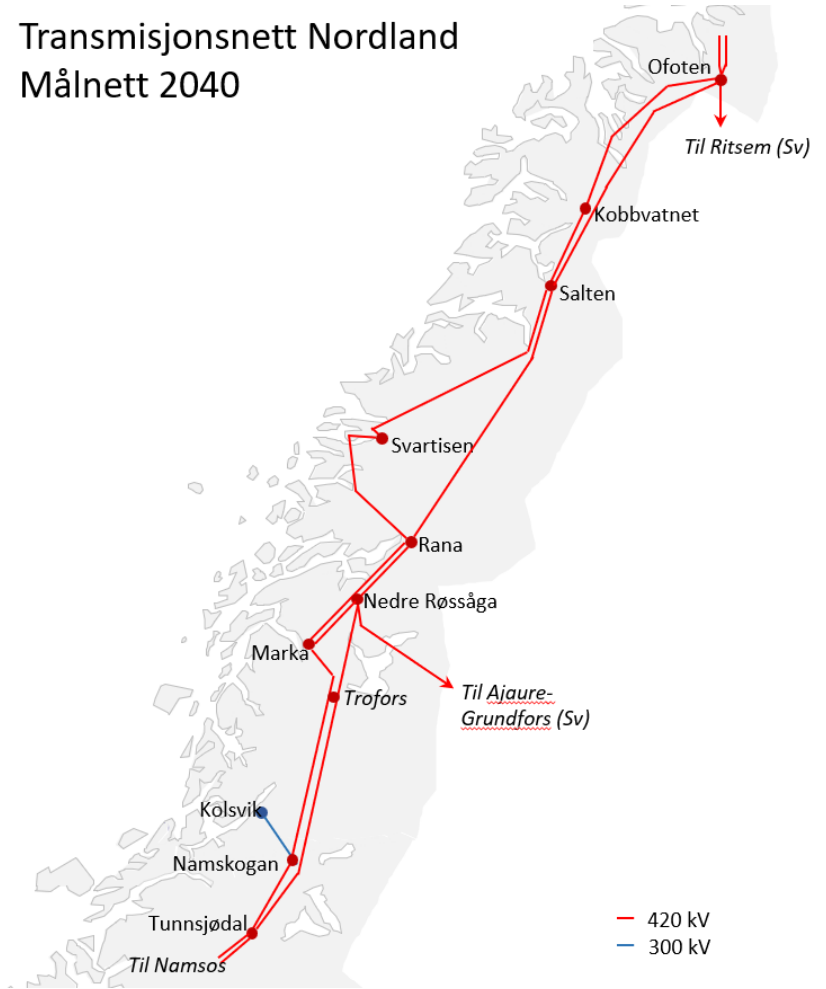 Transmisjonsnett Nordland
Målnett 2040
Ofoten
Til Ritsem (Sv)
Kobbvatnet
Salten
Svartisen
Rana
Nedre Røssåga
Marka
Trofors
Til Ajaure-
Grundfors (Sv)
Kolsvik
Namskogan
Tunnsjødal
Til Namsos
420 kV
300 kV